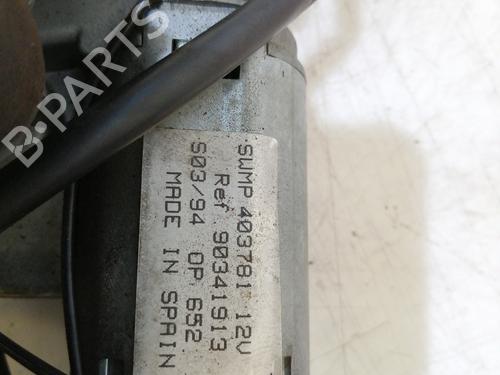 SWMP 403781 12V
Ref 90341913
S03/94 OP 652
MADE IN SPAIN
B-PARTS